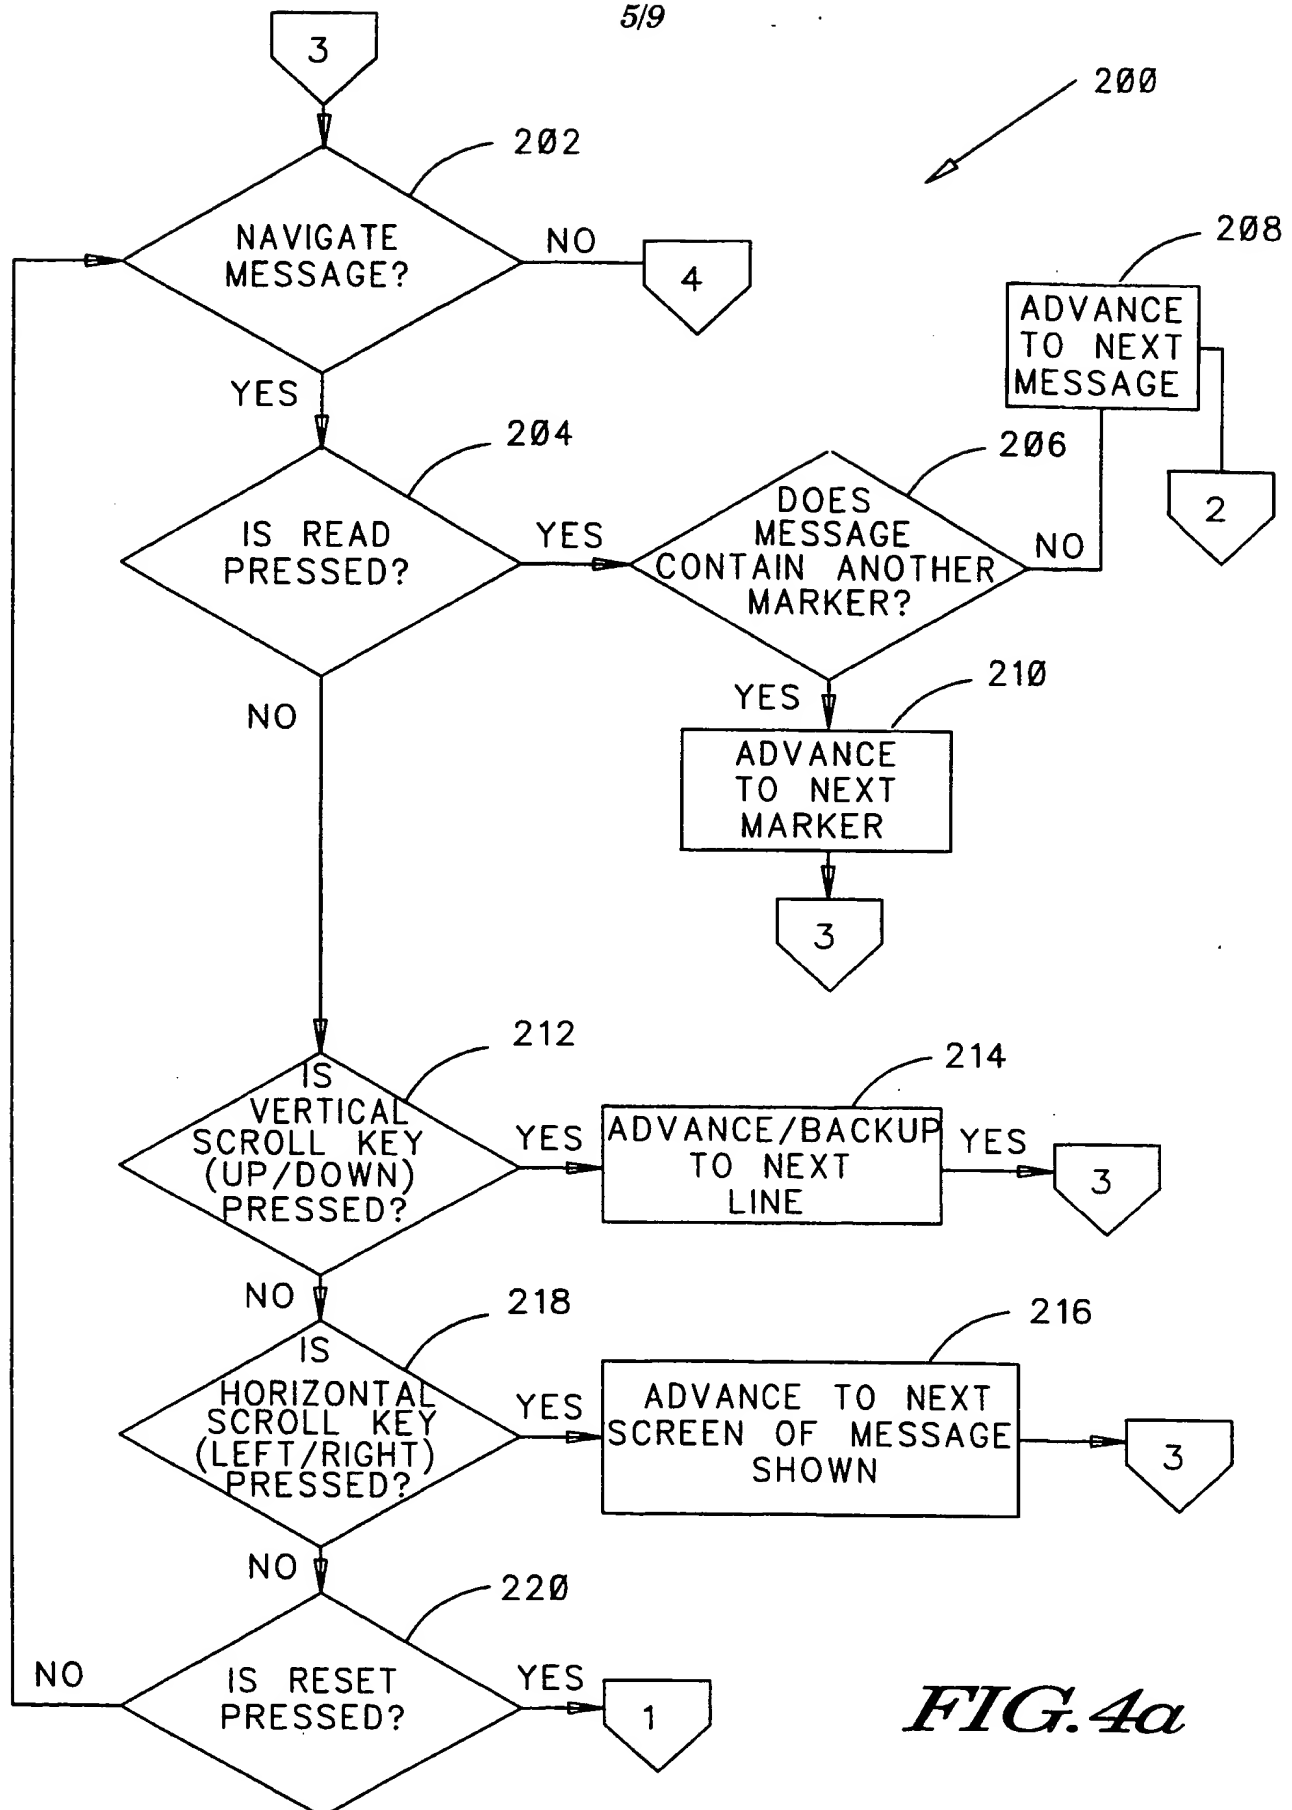 5/9
3
200
202
NAVIGATE
MESSAGE?
NO
4
208
ADVANCE
TO NEXT
MESSAGE
YES
204
206
2
IS READ
PRESSED?
YES
DOES
MESSAGE
CONTAIN ANOTHER
MARKER?
NO
NO
YES
210
ADVANCE
TO NEXT
MARKER
3
212
IS
VERTICAL
SCROLL KEY
(UP/DOWN)
PRESSED?
YES
214
ADVANCE/BACKUP
TO NEXT
LINE
YES
3
NO
218
IS
HORIZONTAL
SCROLL KEY
(LEFT/RIGHT)
PRESSED?
YES
216
ADVANCE TO NEXT
SCREEN OF MESSAGE
SHOWN
3
NO
220
NO
IS RESET
PRESSED?
YES
1
FIG.4a